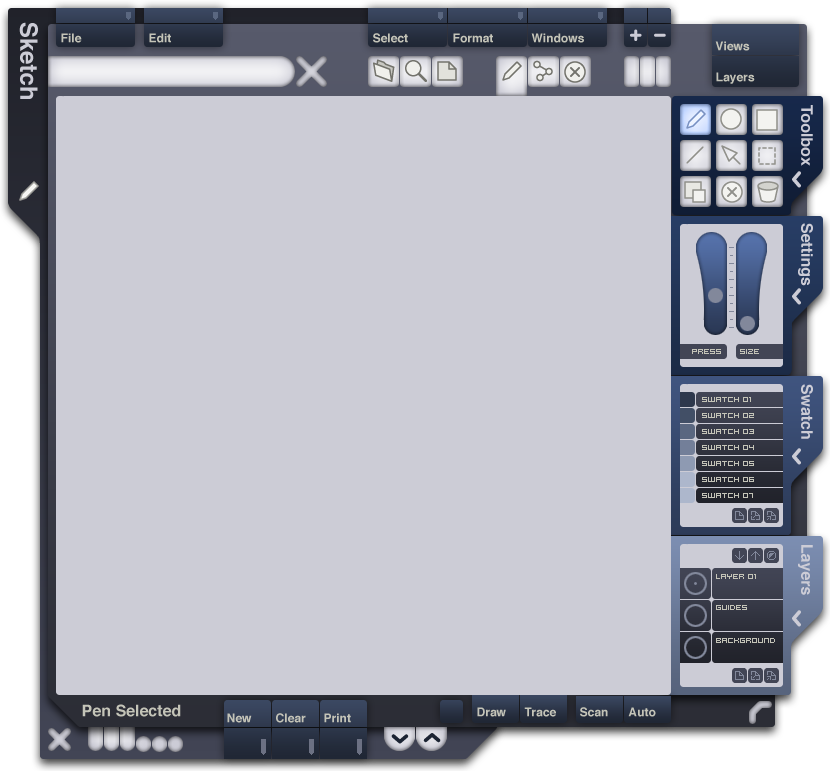 Sketch
File
Edit
Select
Format
Windows
Views
Layers
Toolbox
Settings
PRESS
SIZE
Swatch
SWATCH 01
SWATCH 02
SWATCH 03
SWATCH 04
SWATCH 05
SWATCH 06
SWATCH 07
Layers
LAYER 01
GUIDES
BACKGROUND
Pen Selected
New
Clear
Print
Draw
Trace
Scan
Auto